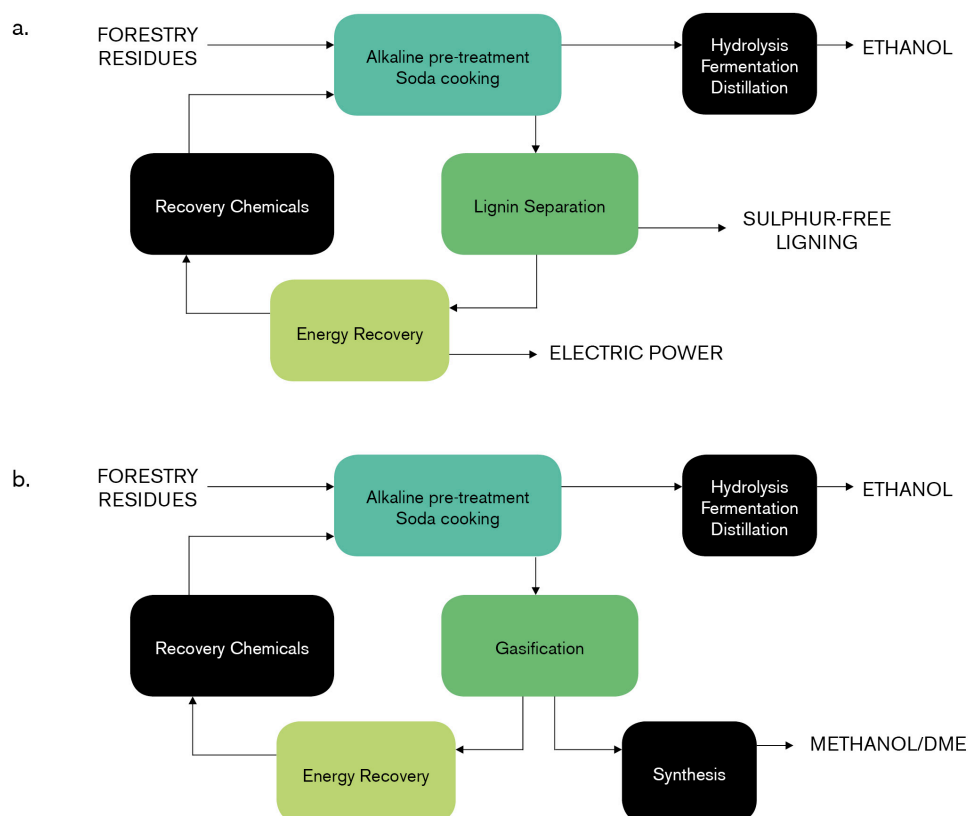 a.
FORESTRY
RESIDUES
Alkaline pre-treatment
Soda cooking
Hydrolysis
Fermentation
Distillation
ETHANOL
Recovery Chemicals
Lignin Separation
SULPHUR-FREE
LIGNING
Energy Recovery
ELECTRIC POWER
b.
FORESTRY
RESIDUES
Alkaline pre-treatment
Soda cooking
Hydrolysis
Fermentation
Distillation
ETHANOL
Recovery Chemicals
Gasification
Energy Recovery
Synthesis
METHANOL/DME